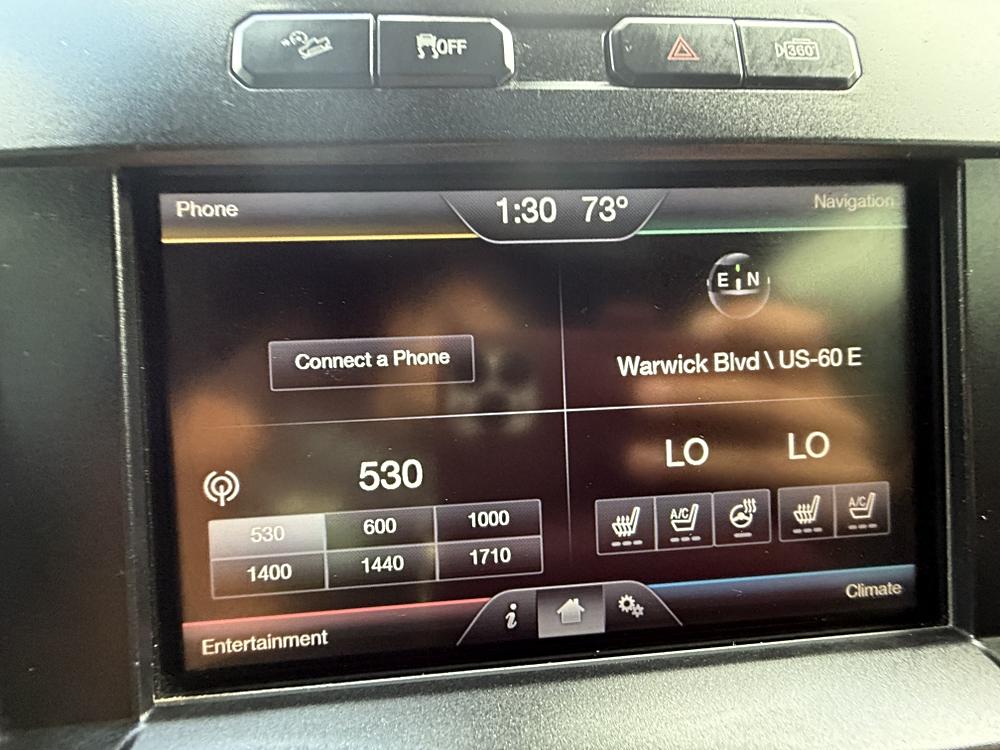 OFF
360°
Phone
1:30 73°
Navigation
E N
Connect a Phone
Warwick Blvd \ US-60 E
530
LO LO
530 600 1000
1400 1440 1710
A/C
A/C
i
Entertainment
Climate